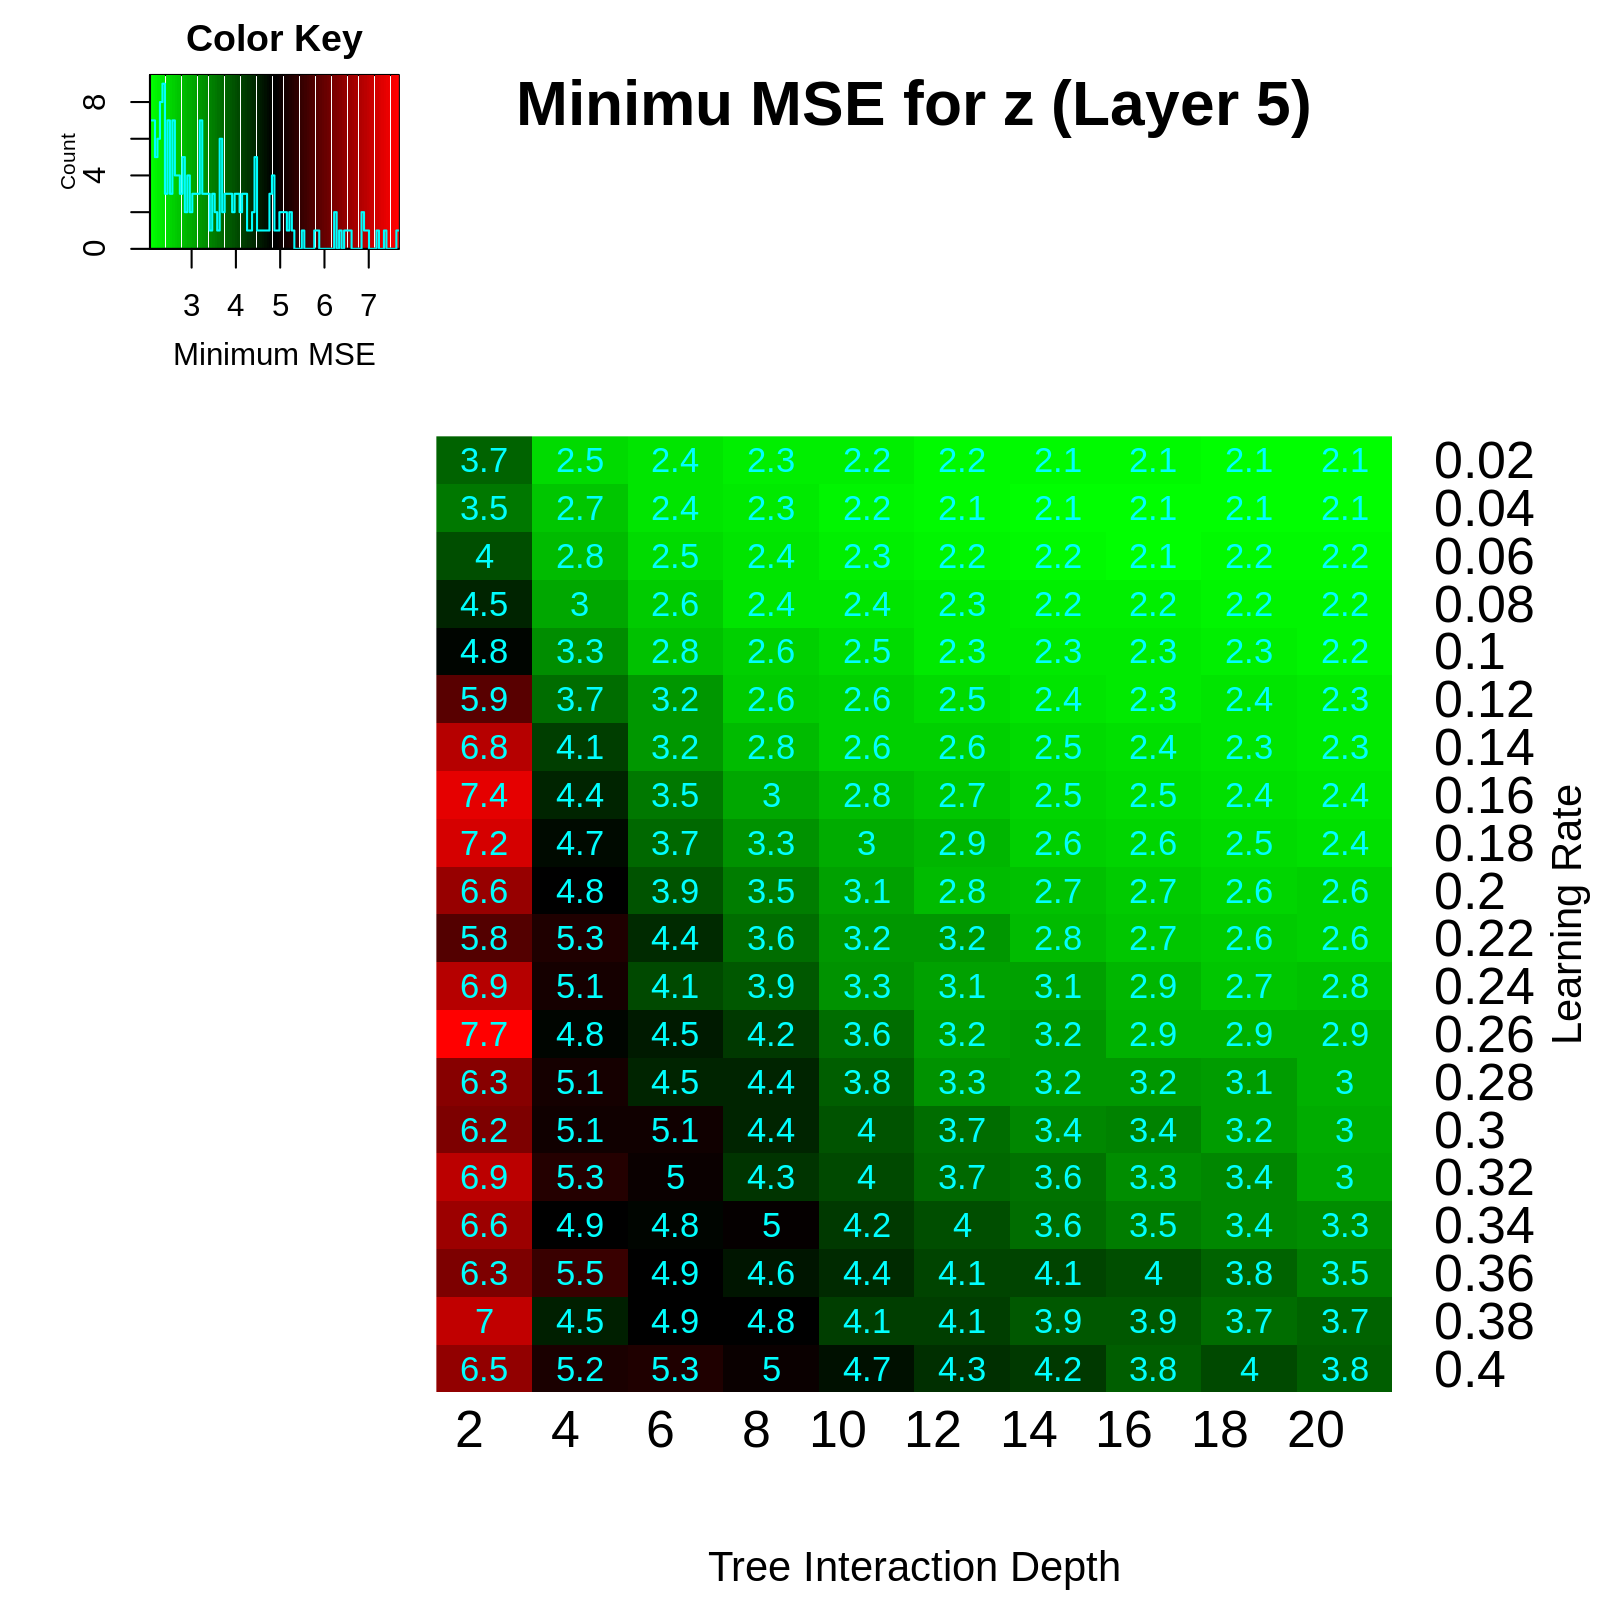 Color Key
Minimu MSE for z (Layer 5)
Count
0 4 8
3 4 5 6 7
Minimum MSE
3.7 2.5 2.4 2.3 2.2 2.2 2.1 2.1 2.1 2.1 0.02
3.5 2.7 2.4 2.3 2.2 2.1 2.1 2.1 2.1 2.1 0.04
4 2.8 2.5 2.4 2.3 2.2 2.2 2.1 2.2 2.2 0.06
4.5 3 2.6 2.4 2.4 2.3 2.2 2.2 2.2 2.2 0.08
4.8 3.3 2.8 2.6 2.5 2.3 2.3 2.3 2.3 2.2 0.1
5.9 3.7 3.2 2.6 2.6 2.5 2.4 2.3 2.4 2.3 0.12
6.8 4.1 3.2 2.8 2.6 2.6 2.5 2.4 2.3 2.3 0.14
7.4 4.4 3.5 3 2.8 2.7 2.5 2.5 2.4 2.4 0.16
7.2 4.7 3.7 3.3 3 2.9 2.6 2.6 2.5 2.4 0.18
6.6 4.8 3.9 3.5 3.1 2.8 2.7 2.7 2.6 2.6 0.2
5.8 5.3 4.4 3.6 3.2 3.2 2.8 2.7 2.6 2.6 0.22
6.9 5.1 4.1 3.9 3.3 3.1 3.1 2.9 2.7 2.8 0.24
7.7 4.8 4.5 4.2 3.6 3.2 3.2 2.9 2.9 2.9 0.26
6.3 5.1 4.5 4.4 3.8 3.3 3.2 3.2 3.1 3 0.28
6.2 5.1 5.1 4.4 4 3.7 3.4 3.4 3.2 3 0.3
6.9 5.3 5 4.3 4 3.7 3.6 3.3 3.4 3 0.32
6.6 4.9 4.8 5 4.2 4 3.6 3.5 3.4 3.3 0.34
6.3 5.5 4.9 4.6 4.4 4.1 4.1 4 3.8 3.5 0.36
7 4.5 4.9 4.8 4.1 4.1 3.9 3.9 3.7 3.7 0.38
6.5 5.2 5.3 5 4.7 4.3 4.2 3.8 4 3.8 0.4
Learning Rate
2 4 6 8 10 12 14 16 18 20
Tree Interaction Depth